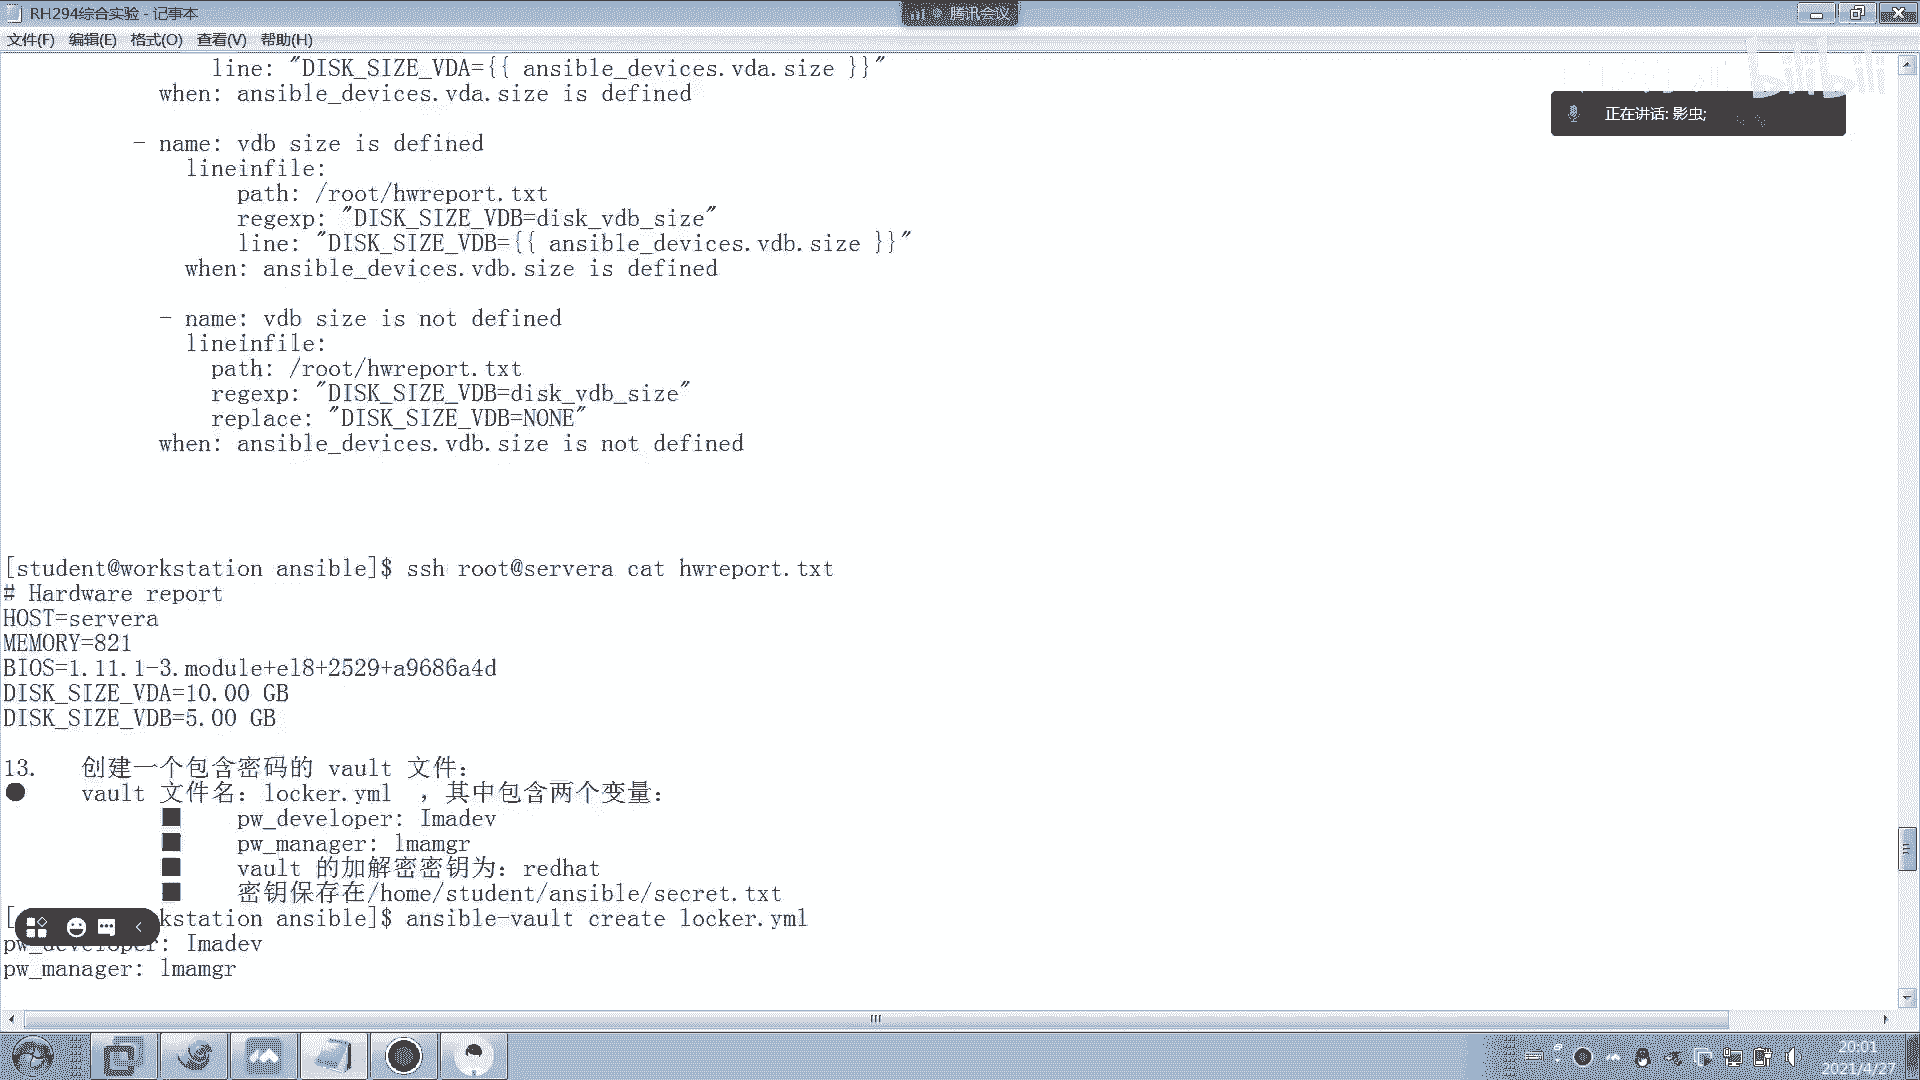 RH294综合实验 - 记事本
腾讯会议
文件(F) 编辑(E) 格式(O) 查看(V) 帮助(H)
line: "DISK_SIZE_VDA={{ ansible_devices.vda.size }}"
when: ansible_devices.vda.size is defined
bilibili
正在讲话: 影虫;
- name: vdb size is defined
lineinfile:
path: /root/hwreport.txt
regexp: "DISK_SIZE_VDB=disk_vdb_size"
line: "DISK_SIZE_VDB={{ ansible_devices.vdb.size }}"
when: ansible_devices.vdb.size is defined
- name: vdb size is not defined
lineinfile:
path: /root/hwreport.txt
regexp: "DISK_SIZE_VDB=disk_vdb_size"
replace: "DISK_SIZE_VDB=NONE"
when: ansible_devices.vdb.size is not defined
[student@workstation ansible]$ ssh root@servera cat hwreport.txt
# Hardware report
HOST=servera
MEMORY=821
BIOS=1.11.1-3.module+el8+2529+a9686a4d
DISK_SIZE_VDA=10.00 GB
DISK_SIZE_VDB=5.00 GB
13. 创建一个包含密码的 vault 文件:
● vault 文件名: locker.yml ，其中包含两个变量:
■ pw_developer: Imadev
■ pw_manager: lmamgr
■ vault 的加解密密钥为: redhat
■ 密钥保存在/home/student/ansible/secret.txt
[ kstation ansible]$ ansible-vault create locker.yml
pw_developer: Imadev
pw_manager: lmamgr
20:01
2021/4/27